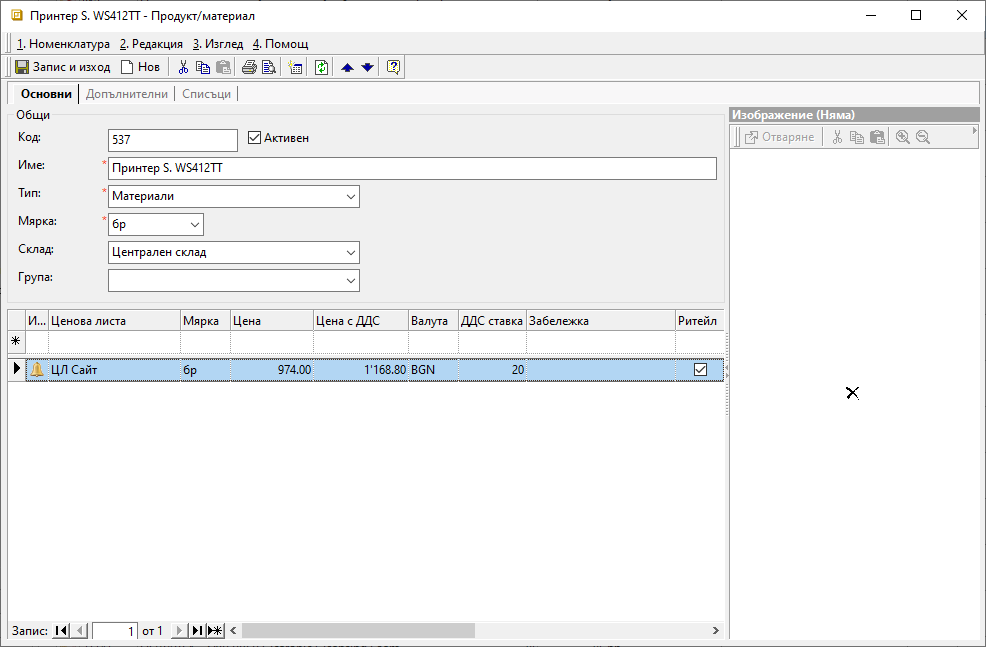 Принтер S. WS412TT - Продукт/материал
1. Номенклатура 2. Редакция 3. Изглед 4. Помощ
Запис и изход Нов
Основни Допълнителни Списъци
Общи
Код: 537 Активен
Име: * Принтер S. WS412TT
Тип: * Материали
Мярка: * бр
Склад: Централен склад
Група:
И... Ценова листа Мярка Цена Цена с ДДС Валута ДДС ставка Забележка Ритейл
ЦЛ Сайт бр 974.00 1'168.80 BGN 20
Запис: 1 от 1
Изображение (Няма)
Отваряне